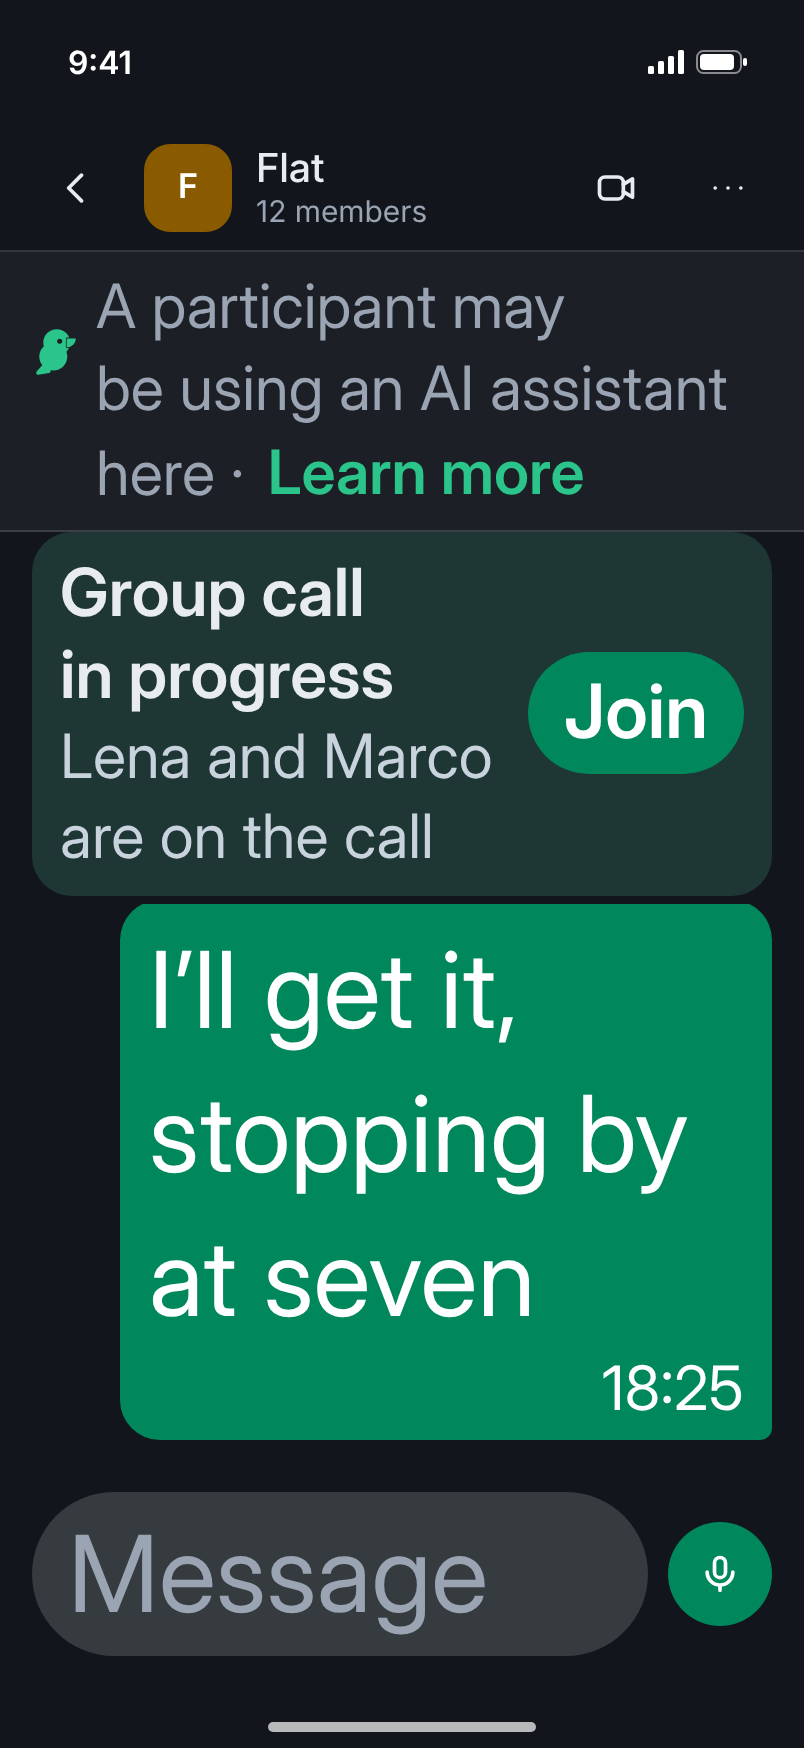 9:41
F
Flat
12 members
A participant may
be using an AI assistant
here · Learn more
Group call
in progress
Lena and Marco
are on the call
Join
I’ll get it,
stopping by
at seven
18:25
Message